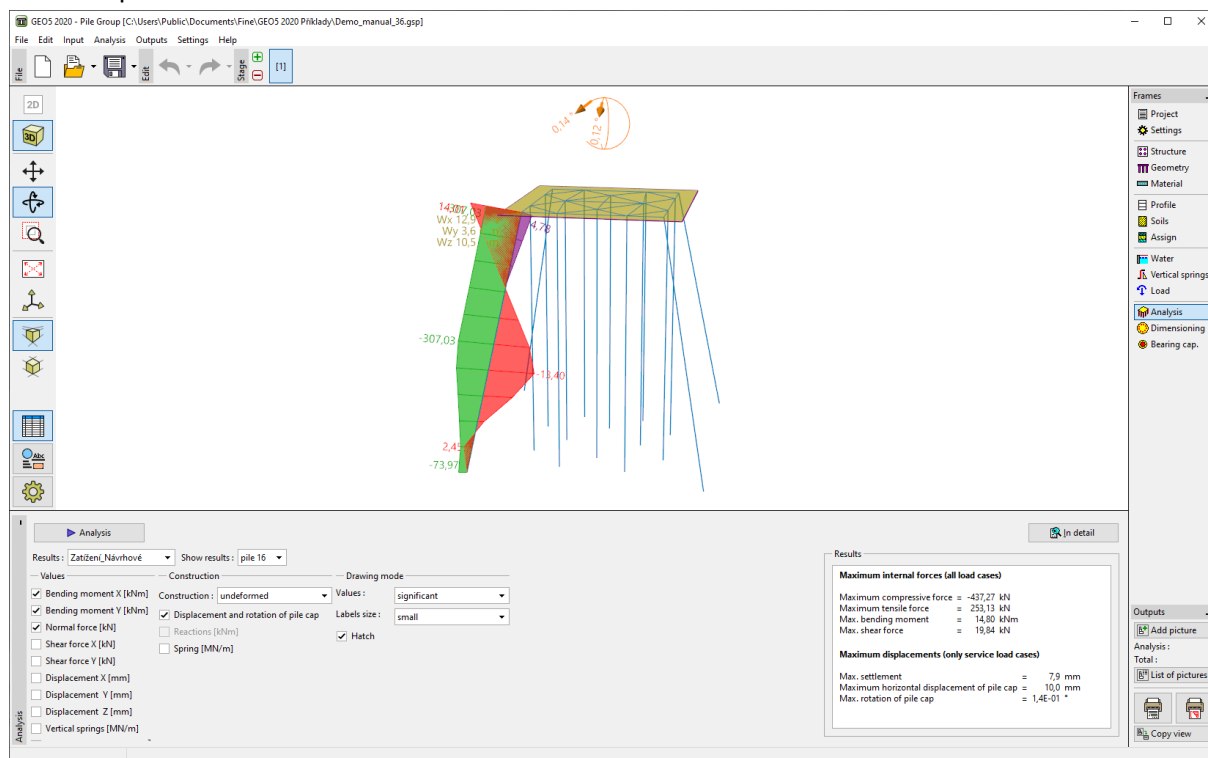 GEO5 2020 - Pile Group [C:\Users\Public\Documents\Fine\GEO5 2020 Příklady\Demo_manual_36.gsp]
File Edit Input Analysis Outputs Settings Help
File
Edit
Stage
[1]
2D
3D
0,14 °
0,12 °
Wx 12,9
Wy 3,6
Wz 10,5
4,78
-307,03
-13,40
2,45
-73,97
Frames
Project
Settings
Structure
Geometry
Material
Profile
Soils
Assign
Water
Vertical springs
Load
Analysis
Dimensioning
Bearing cap.
Abc
Analysis
In detail
Results : Zatížení_Návrhové Show results : pile 16
Values
Bending moment X [kNm]
Bending moment Y [kNm]
Normal force [kN]
Shear force X [kN]
Shear force Y [kN]
Displacement X [mm]
Displacement Y [mm]
Displacement Z [mm]
Vertical springs [MN/m]
Construction
Construction : undeformed
Displacement and rotation of pile cap
Reactions [kNm]
Spring [MN/m]
Drawing mode
Values : significant
Labels size : small
Hatch
Results
Maximum internal forces (all load cases)
Maximum compressive force = -437,27 kN
Maximum tensile force = 253,13 kN
Max. bending moment = 14,80 kNm
Max. shear force = 19,84 kN
Maximum displacements (only service load cases)
Max. settlement = 7,9 mm
Maximum horizontal displacement of pile cap = 10,0 mm
Max. rotation of pile cap = 1,4E-01 °
Analysis
Outputs
Add picture
Analysis :
Total :
List of pictures
Copy view